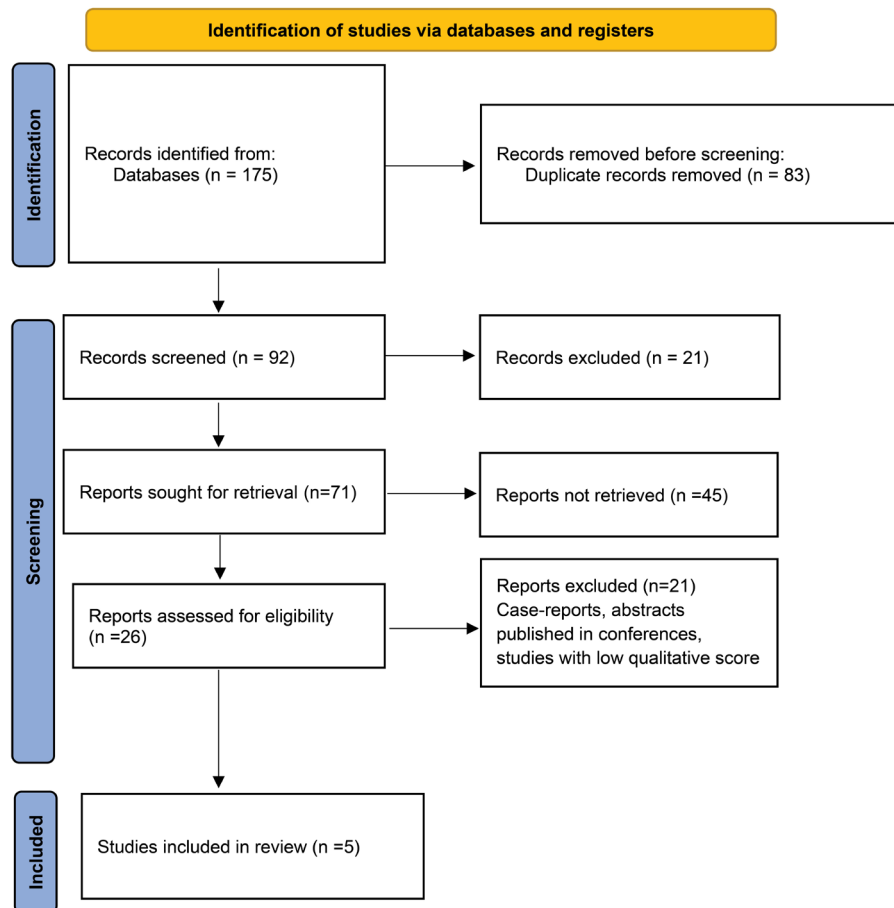 Identification of studies via databases and registers
Identification
Records identified from:
Databases (n = 175)
Records removed before screening:
Duplicate records removed (n = 83)
Screening
Records screened (n = 92)
Records excluded (n = 21)
Reports sought for retrieval (n=71)
Reports not retrieved (n =45)
Reports assessed for eligibility
(n =26)
Reports excluded (n=21)
Case-reports, abstracts
published in conferences,
studies with low qualitative score
Included
Studies included in review (n =5)